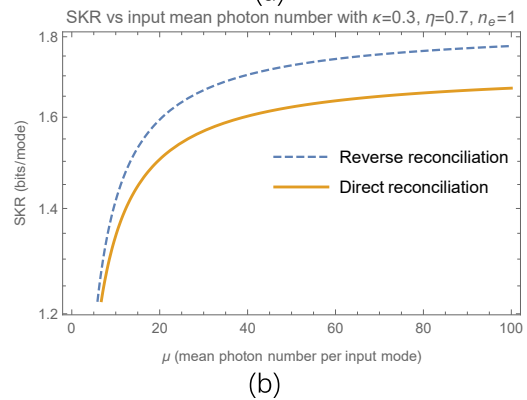 (a)
SKR vs input mean photon number with κ=0.3, η=0.7, nₑ=1
1.8
1.6
1.4
1.2
SKR (bits/mode)
Reverse reconciliation
Direct reconciliation
0 20 40 60 80 100
μ (mean photon number per input mode)
(b)